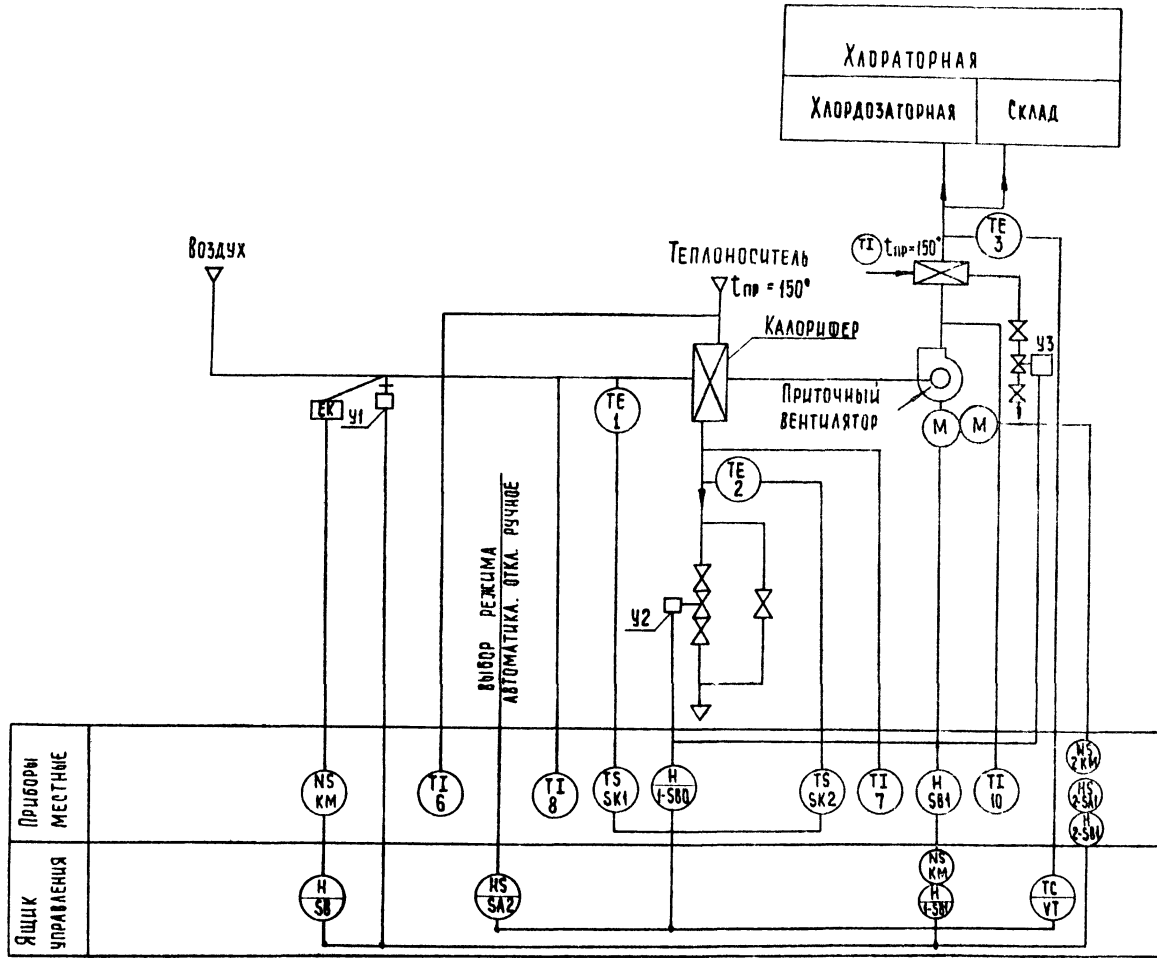 Хлораторная
Хлордозаторная
Склад
TE
3
TI
tпр=150°
Воздух
Теплоноситель
tпр = 150°
Калорифер
У3
Приточный
вентилятор
EK
У1
TE
1
M
M
TE
2
Выбор режима
Автоматика. Откл. Ручное
У2
Приборы
местные
NS
KM
TI
6
TI
8
TS
SK1
H
1-SBQ
TS
SK2
TI
7
H
SB1
TI
10
NS
2KM
HS
2-SA1
H
2-SB1
Ящик
управления
H
SB
HS
SA2
NS
KM
H
1-SB1
TC
VT